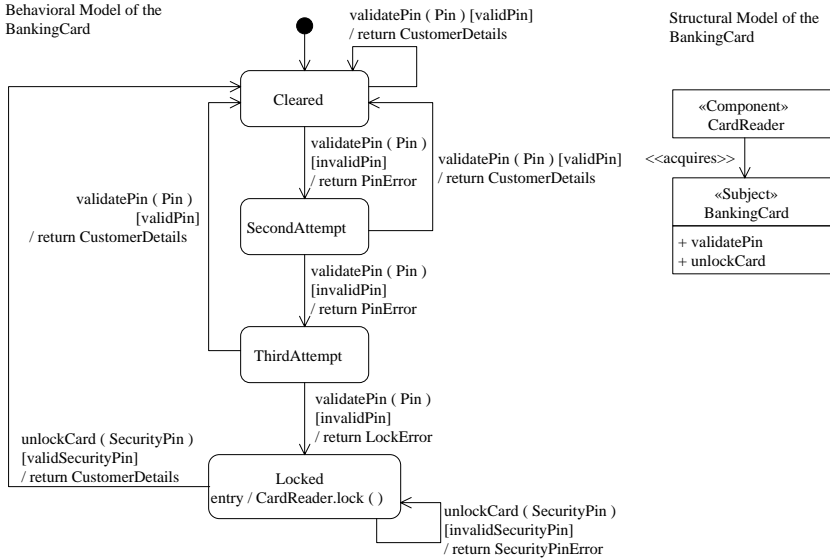 Behavioral Model of the
BankingCard
validatePin ( Pin ) [validPin]
/ return CustomerDetails
Structural Model of the
BankingCard
Cleared
«Component»
CardReader
<<acquires>>
validatePin ( Pin )
[invalidPin]
/ return PinError
validatePin ( Pin ) [validPin]
/ return CustomerDetails
validatePin ( Pin )
[validPin]
/ return CustomerDetails
«Subject»
BankingCard
+ validatePin
+ unlockCard
SecondAttempt
validatePin ( Pin )
[invalidPin]
/ return PinError
ThirdAttempt
validatePin ( Pin )
[invalidPin]
/ return LockError
unlockCard ( SecurityPin )
[validSecurityPin]
/ return CustomerDetails
Locked
entry / CardReader.lock ( )
unlockCard ( SecurityPin )
[invalidSecurityPin]
/ return SecurityPinError